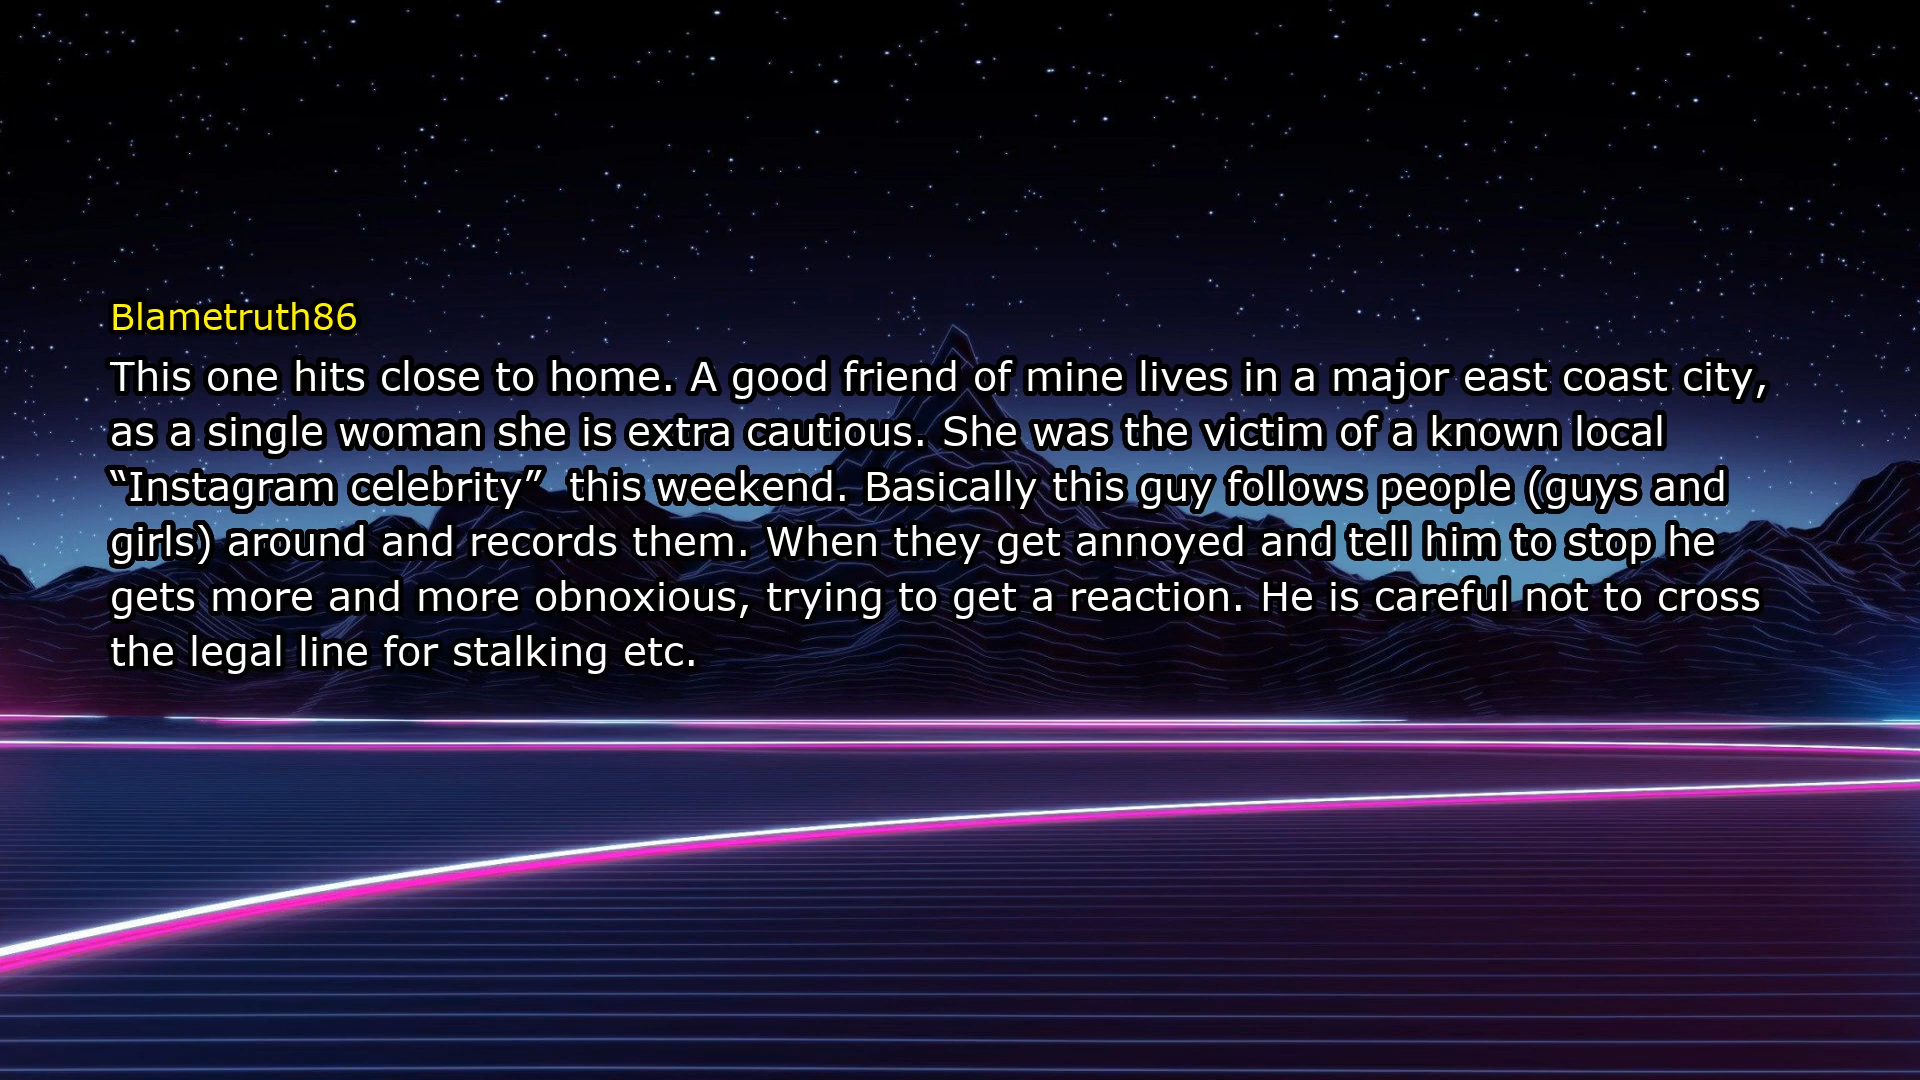 Blametruth86
This one hits close to home. A good friend of mine lives in a major east coast city,
as a single woman she is extra cautious. She was the victim of a known local
“Instagram celebrity”  this weekend. Basically this guy follows people (guys and
girls) around and records them. When they get annoyed and tell him to stop he
gets more and more obnoxious, trying to get a reaction. He is careful not to cross
the legal line for stalking etc.